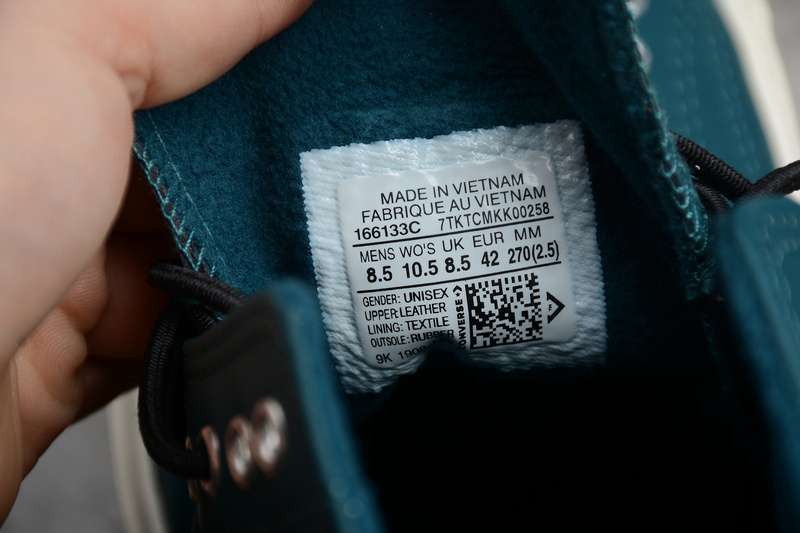 MADE IN VIETNAM
FABRIQUE AU VIETNAM
166133C 7TKTCMKK00258
MENS WO'S UK EUR MM
8.5 10.5 8.5 42 270(2.5)
GENDER: UNISEX
UPPER: LEATHER
LINING: TEXTILE
OUTSOLE: RUBBER
9K
CONVERSE